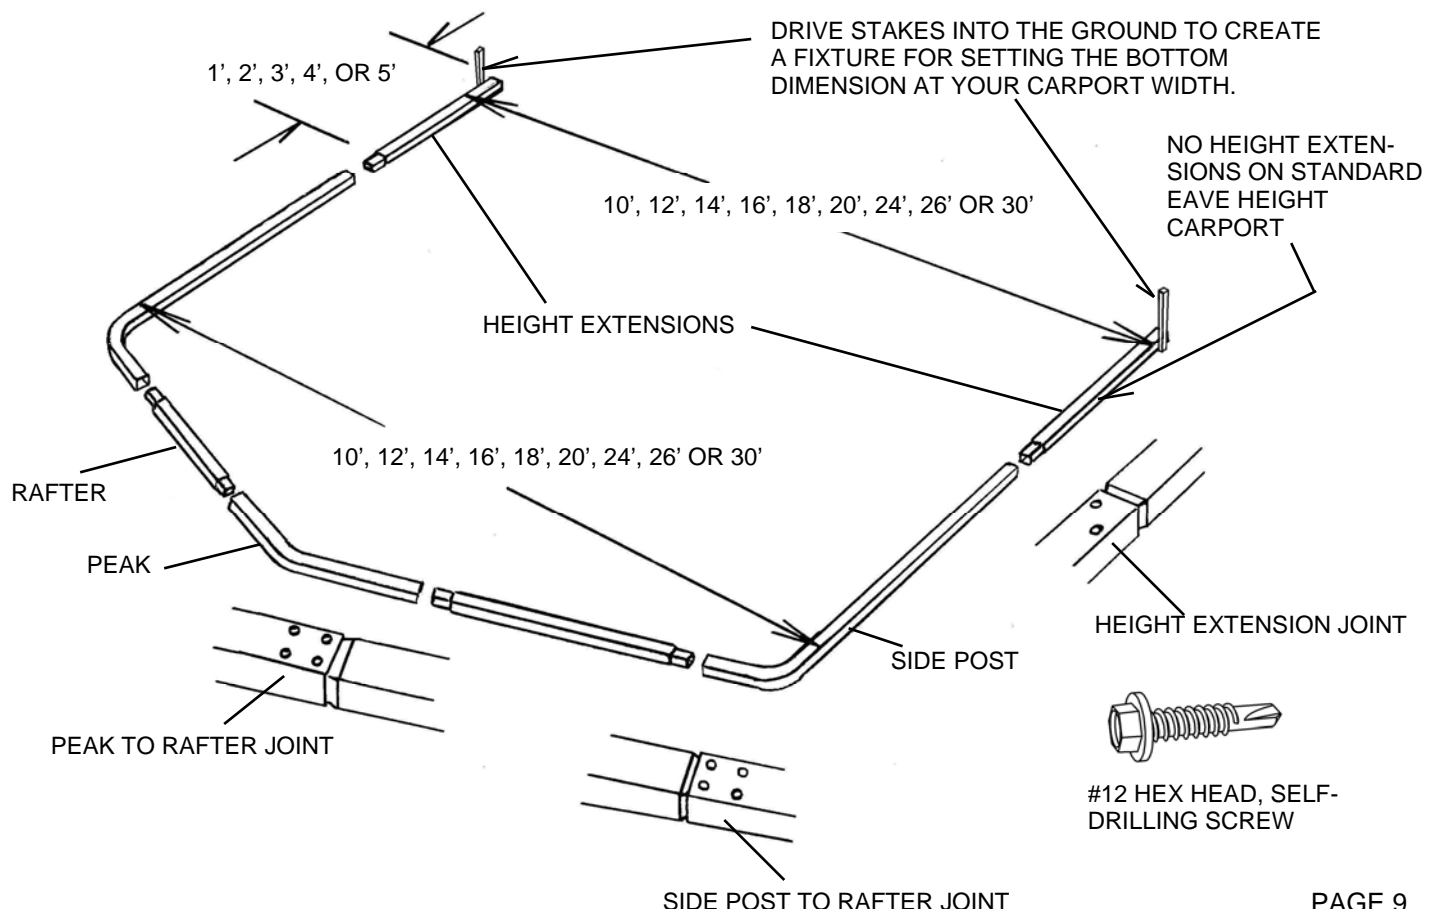 DRIVE STAKES INTO THE GROUND TO CREATE
A FIXTURE FOR SETTING THE BOTTOM
DIMENSION AT YOUR CARPORT WIDTH.
1’, 2’, 3’, 4’, OR 5’
NO HEIGHT EXTEN-
SIONS ON STANDARD
EAVE HEIGHT
CARPORT
10’, 12’, 14’, 16’, 18’, 20’, 24’, 26’ OR 30’
HEIGHT EXTENSIONS
10’, 12’, 14’, 16’, 18’, 20’, 24’, 26’ OR 30’
RAFTER
PEAK
HEIGHT EXTENSION JOINT
SIDE POST
PEAK TO RAFTER JOINT
#12 HEX HEAD, SELF-
DRILLING SCREW
SIDE POST TO RAFTER JOINT
PAGE 9